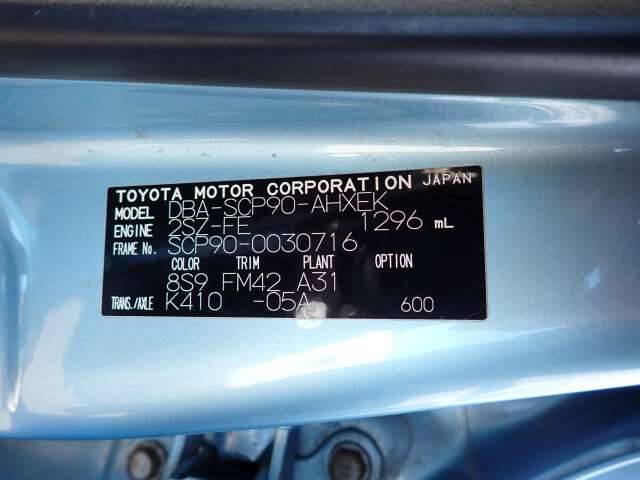 TOYOTA MOTOR CORPORATION JAPAN
MODEL DBA-SCP90-AHXEK
ENGINE 2SZ-FE 1296 mL
FRAME No. SCP90-0030716
COLOR TRIM PLANT OPTION
8S9 FM42 A31
TRANS./AXLE K410 -05A 600